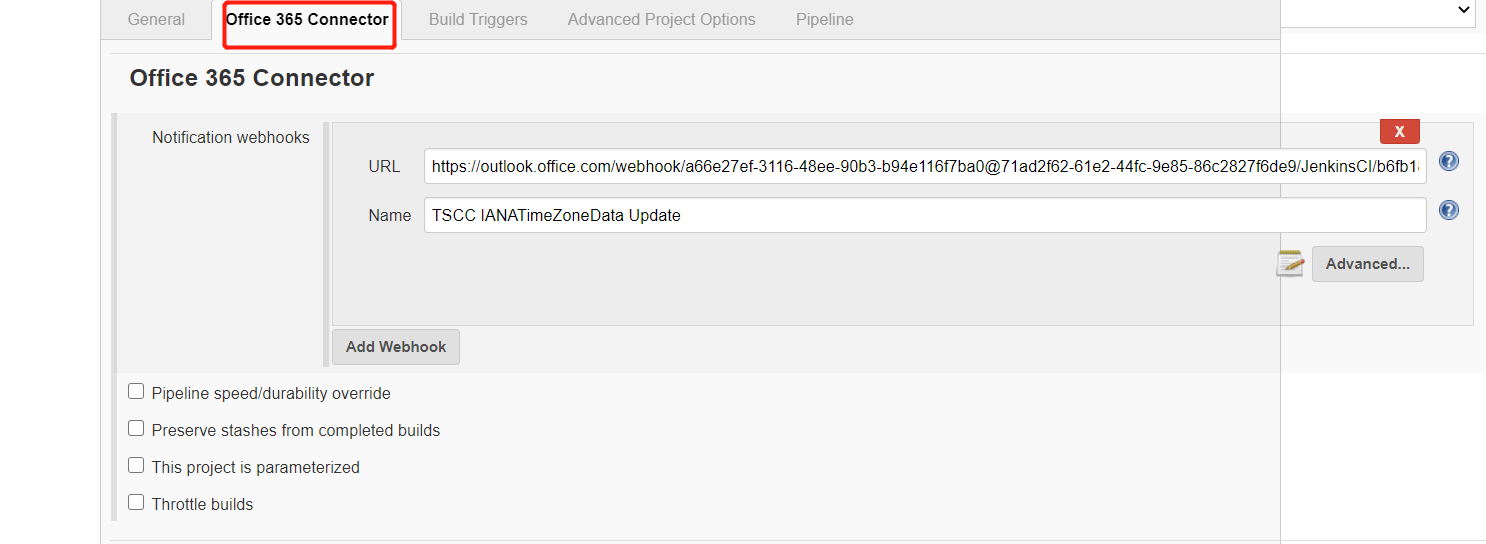 General Office 365 Connector Build Triggers Advanced Project Options Pipeline
Office 365 Connector
Notification webhooks
X
URL https://outlook.office.com/webhook/a66e27ef-3116-48ee-90b3-b94e116f7ba0@71ad2f62-61e2-44fc-9e85-86c2827f6de9/JenkinsCI/b6fb18
Name TSCC IANATimeZoneData Update
Advanced...
Add Webhook
Pipeline speed/durability override
Preserve stashes from completed builds
This project is parameterized
Throttle builds